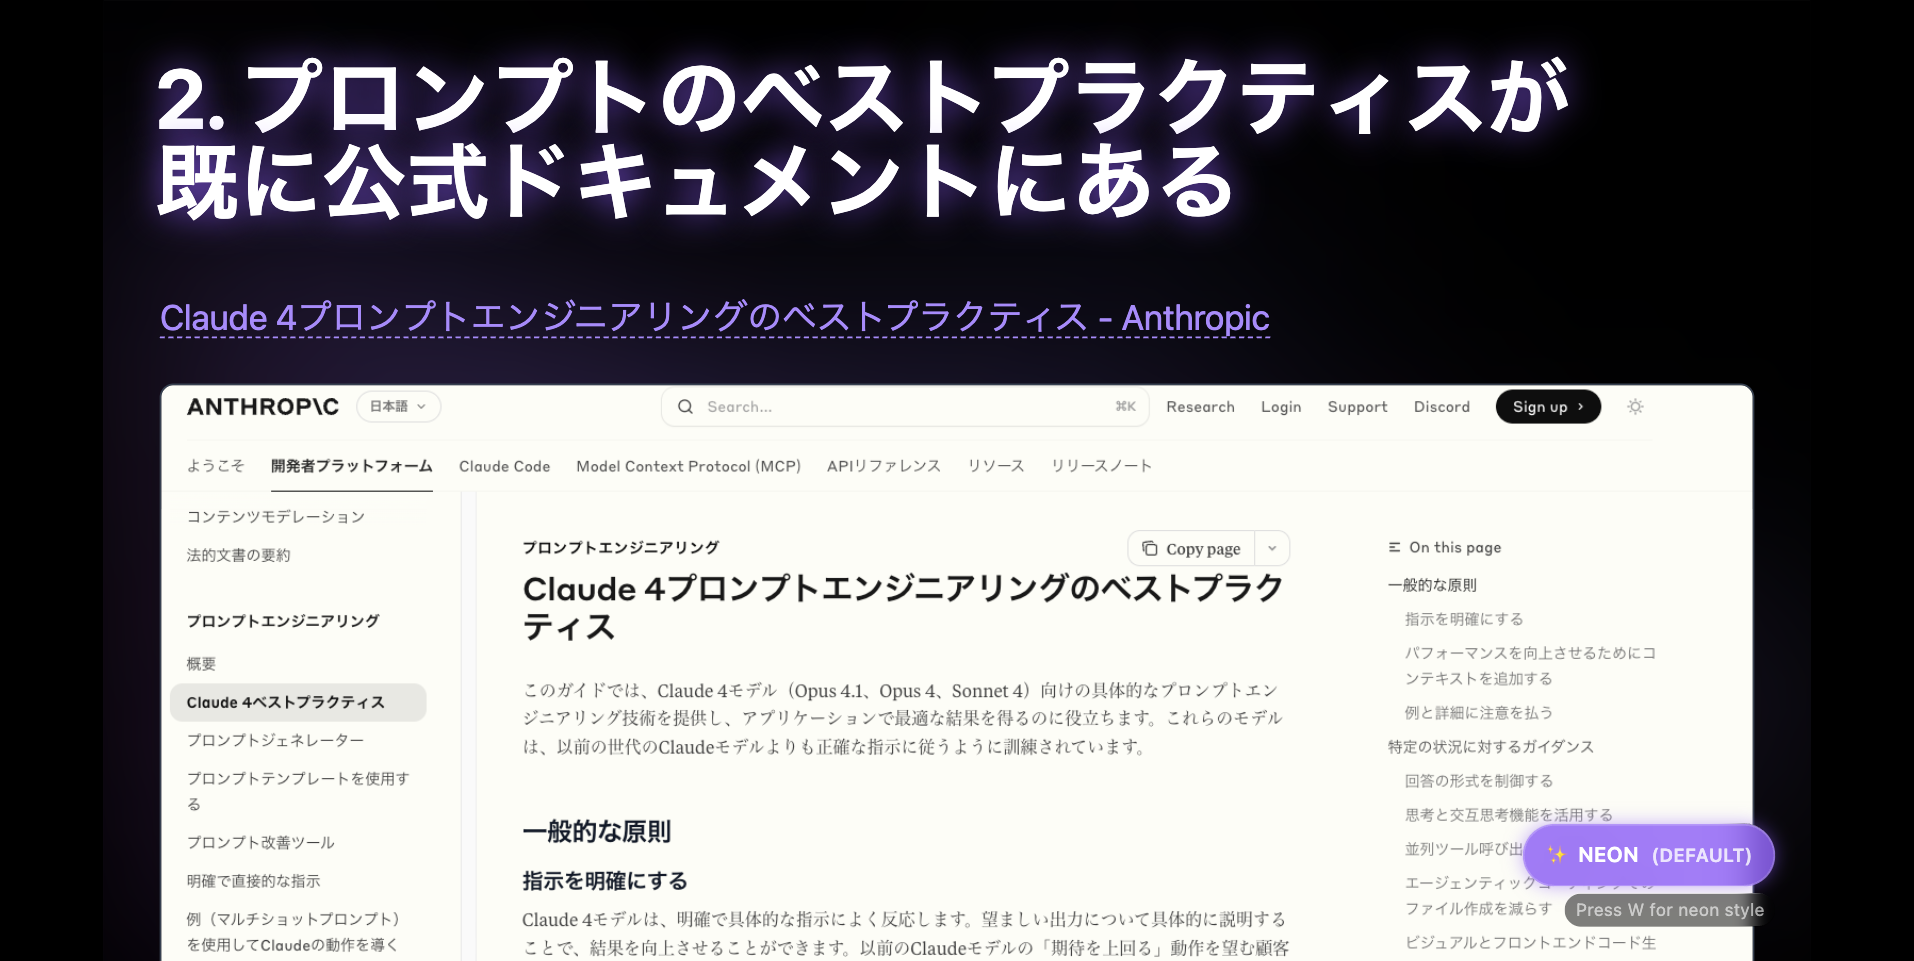 2. プロンプトのベストプラクティスが
既に公式ドキュメントにある
Claude 4プロンプトエンジニアリングのベストプラクティス - Anthropic
ANTHROP\C
日本語
Search...
⌘K
Research
Login
Support
Discord
Sign up
ようこそ
開発者プラットフォーム
Claude Code
Model Context Protocol (MCP)
APIリファレンス
リソース
リリースノート
コンテンツモデレーション
法的文書の要約
プロンプトエンジニアリング
概要
Claude 4ベストプラクティス
プロンプトジェネレーター
プロンプトテンプレートを使用す
る
プロンプト改善ツール
明確で直接的な指示
例（マルチショットプロンプト）
を使用してClaudeの動作を導く
プロンプトエンジニアリング
Copy page
Claude 4プロンプトエンジニアリングのベストプラク
ティス
このガイドでは、Claude 4モデル（Opus 4.1、Opus 4、Sonnet 4）向けの具体的なプロンプトエン
ジニアリング技術を提供し、アプリケーションで最適な結果を得るのに役立ちます。これらのモデル
は、以前の世代のClaudeモデルよりも正確な指示に従うように訓練されています。
一般的な原則
指示を明確にする
Claude 4モデルは、明確で具体的な指示によく反応します。望ましい出力について具体的に説明する
ことで、結果を向上させることができます。以前のClaudeモデルの「期待を上回る」動作を望む顧客
On this page
一般的な原則
指示を明確にする
パフォーマンスを向上させるためにコ
ンテキストを追加する
例と詳細に注意を払う
特定の状況に対するガイダンス
回答の形式を制御する
思考と交互思考機能を活用する
並列ツール呼び出
エージェンティックコ
ファイル作成を減らす
ビジュアルとフロントエンドコード生
✨ NEON (DEFAULT)
Press W for neon style